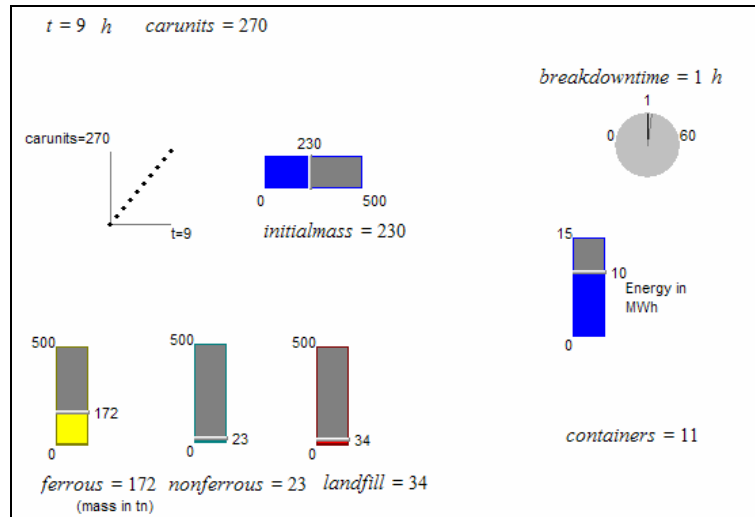 t = 9 h carunits = 270
breakdowntime = 1 h
1
0 60
carunits=270
t=9
230
0 500
initialmass = 230
15
10
Energy in
MWh
0
500
172
0
500
23
0
500
34
0
containers = 11
ferrous = 172 nonferrous = 23 landfill = 34
(mass in tn)